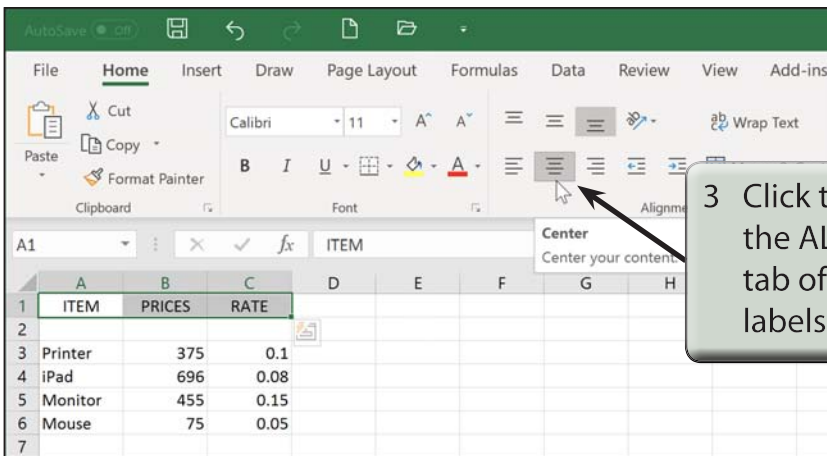 AutoSave Off
File Home Insert Draw Page Layout Formulas Data Review View Add-ins
Cut
Copy
Format Painter
Paste
Clipboard
Calibri 11 A^ A˅
B I U A
Font
ab Wrap Text
Alignme
Center
Center your content.
3 Click t
the AL
tab of
labels
A1 fx ITEM
A B C D E F G H
1 ITEM PRICES RATE
2
3 Printer 375 0.1
4 iPad 696 0.08
5 Monitor 455 0.15
6 Mouse 75 0.05
7